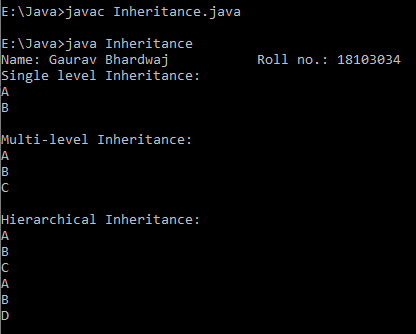 E:\Java>javac Inheritance.java

E:\Java>java Inheritance
Name: Gaurav Bhardwaj           Roll no.: 18103034
Single level Inheritance:
A
B

Multi-level Inheritance:
A
B
C

Hierarchical Inheritance:
A
B
C
A
B
D